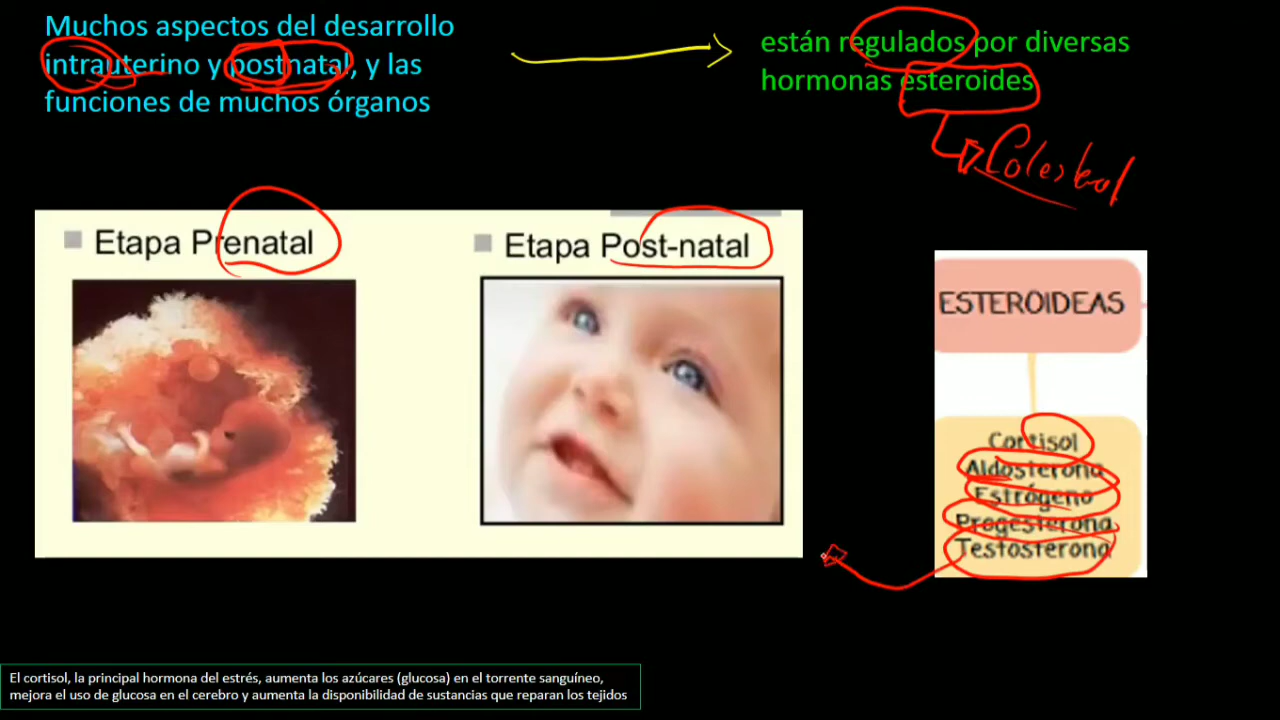 Muchos aspectos del desarrollo
intrauterino y postnatal, y las
funciones de muchos órganos
están regulados por diversas
hormonas esteroides
Colesterol
Etapa Prenatal
Etapa Post-natal
ESTEROIDEAS
Cortisol
Aldosterona
Estrógeno
Progesterona
Testosterona
El cortisol, la principal hormona del estrés, aumenta los azúcares (glucosa) en el torrente sanguíneo,
mejora el uso de glucosa en el cerebro y aumenta la disponibilidad de sustancias que reparan los tejidos